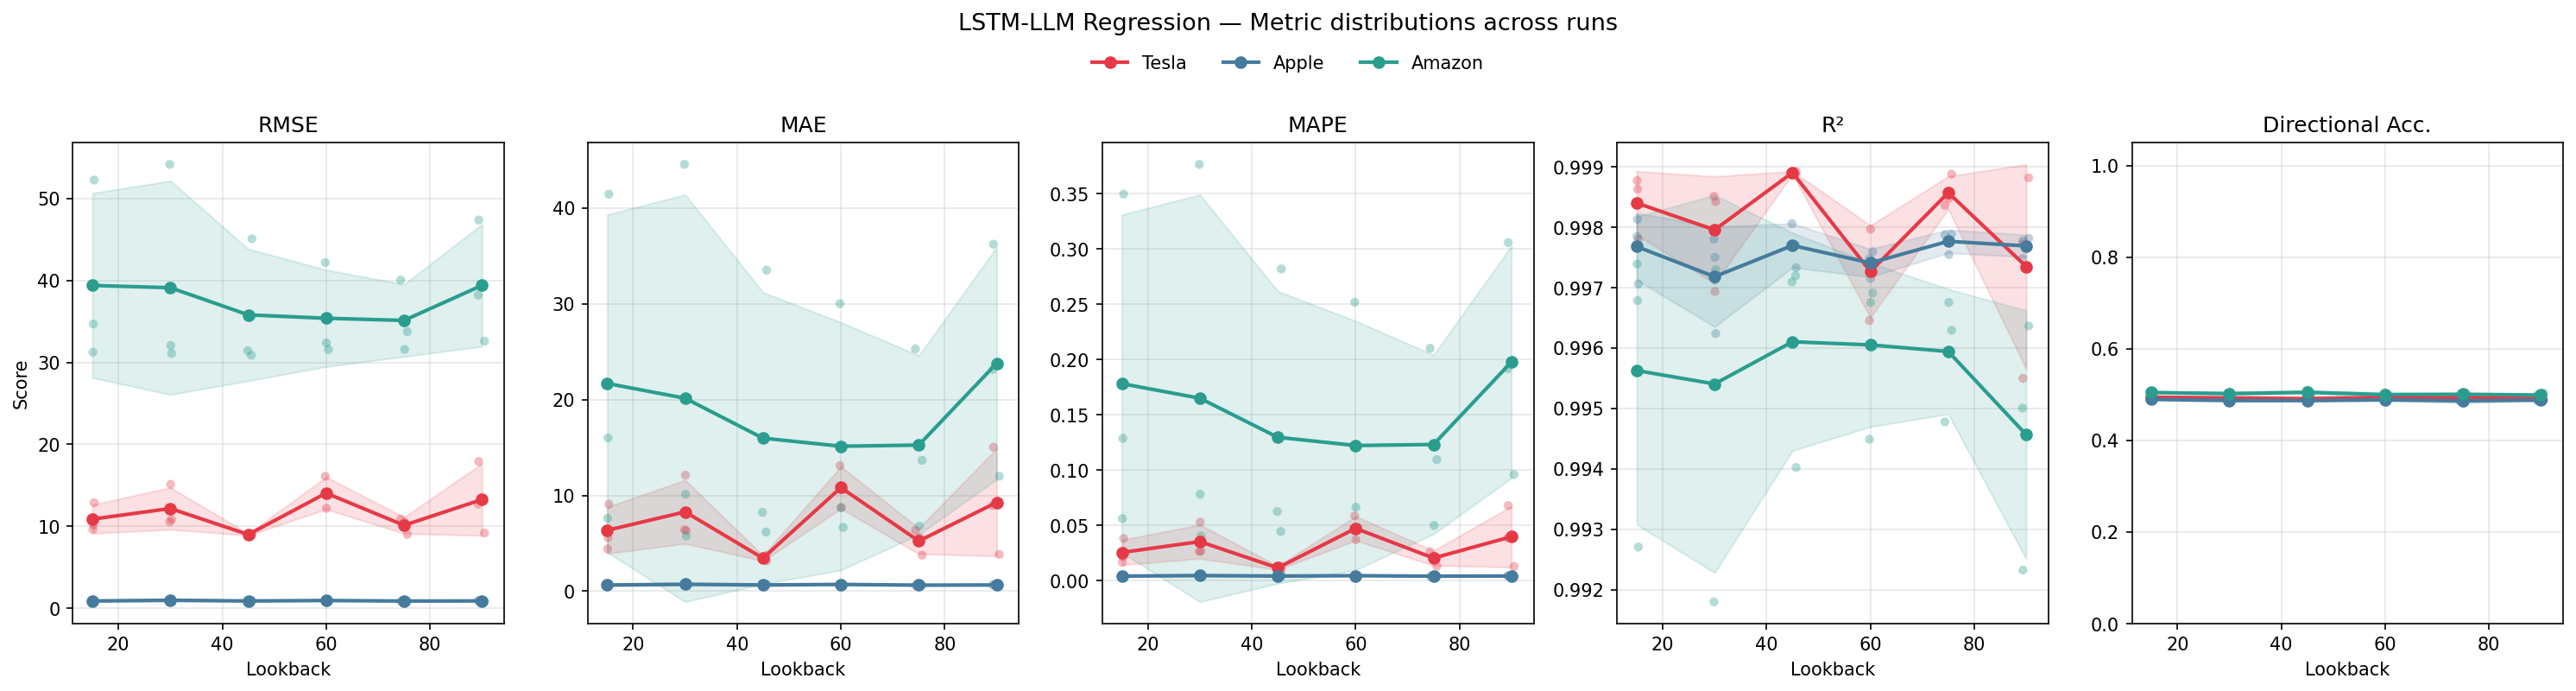 LSTM-LLM Regression — Metric distributions across runs
Tesla Apple Amazon
RMSE
Score
50
40
30
20
10
0
20 40 60 80
Lookback
MAE
40
30
20
10
0
20 40 60 80
Lookback
MAPE
0.35
0.30
0.25
0.20
0.15
0.10
0.05
0.00
20 40 60 80
Lookback
R²
0.999
0.998
0.997
0.996
0.995
0.994
0.993
0.992
20 40 60 80
Lookback
Directional Acc.
1.0
0.8
0.6
0.4
0.2
0.0
20 40 60 80
Lookback